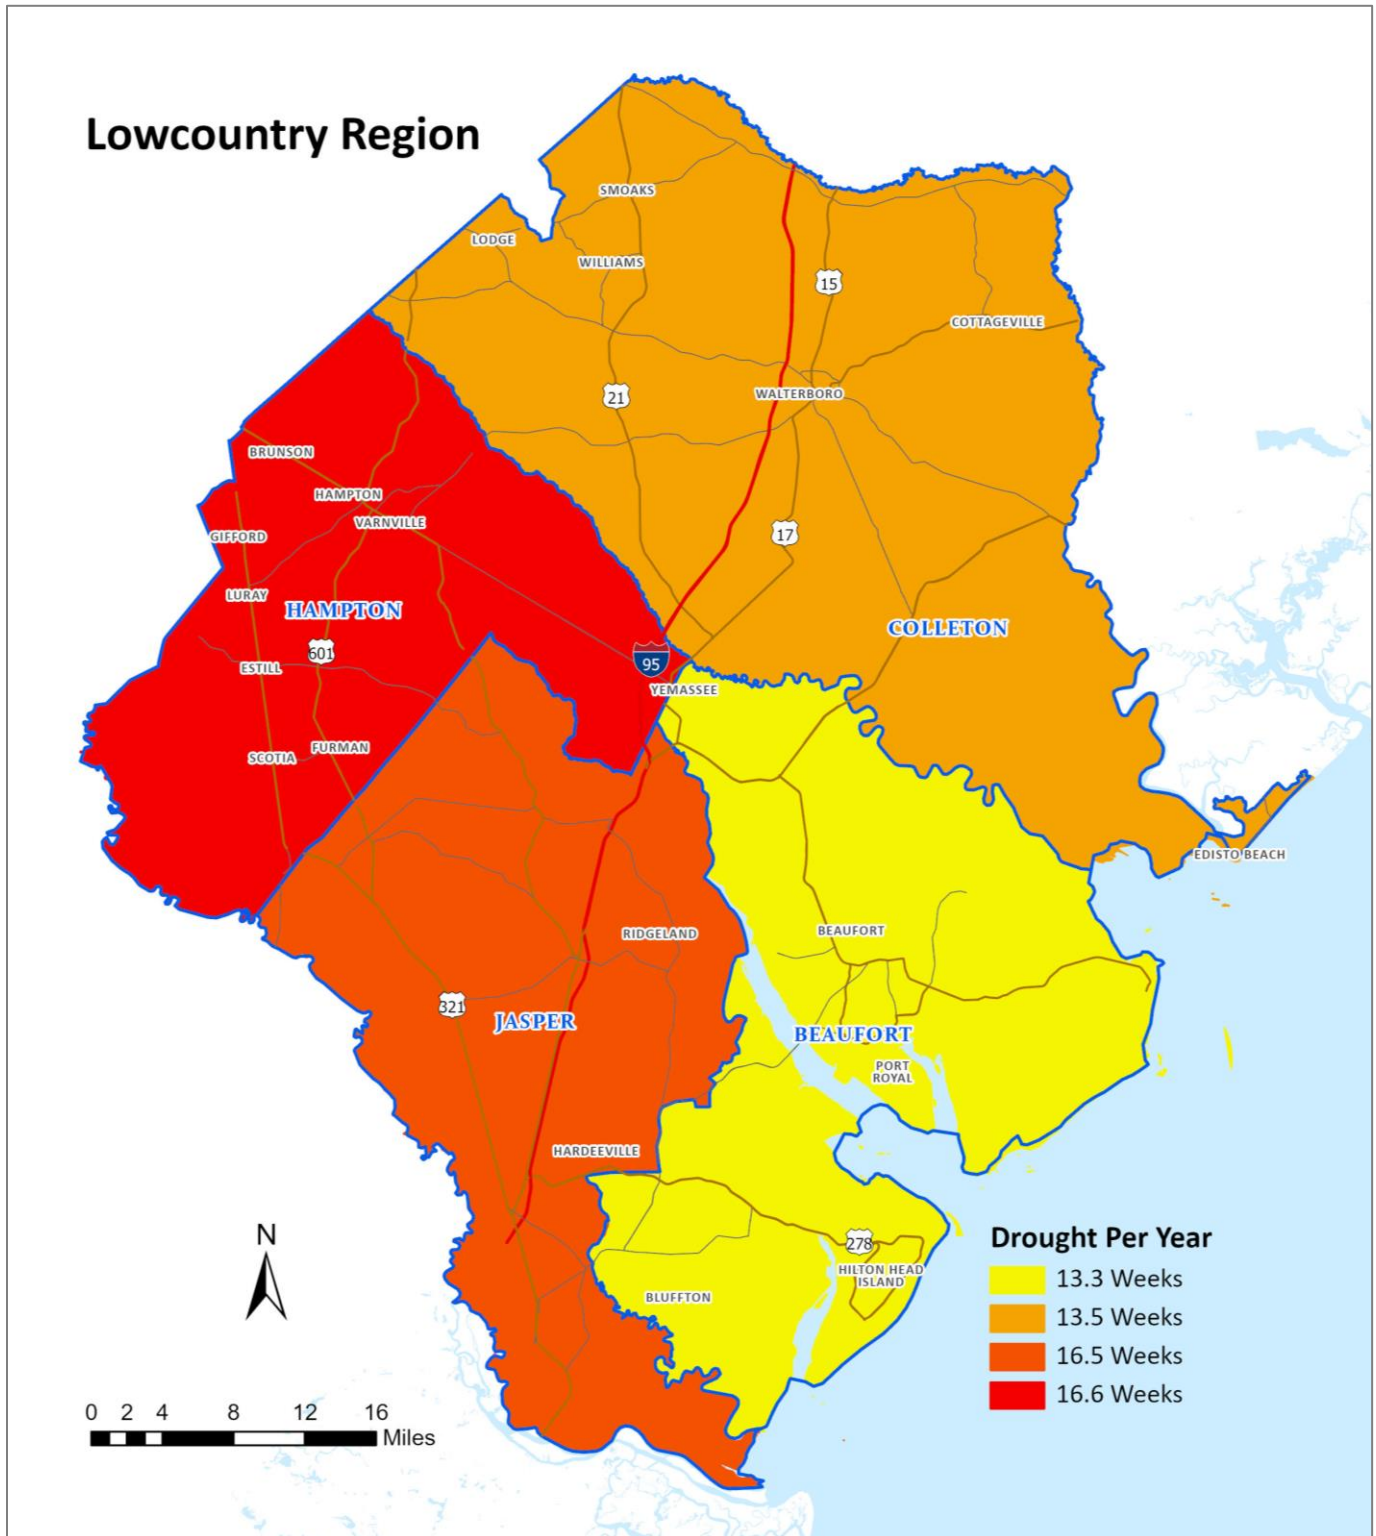 Lowcountry Region
SMOAKS
LODGE
WILLIAMS
15
COTTAGEVILLE
21
WALTERBORO
BRUNSON
HAMPTON
VARNVILLE
17
GIFFORD
LURAY
HAMPTON
COLLETON
601
95
ESTILL
YEMASSEE
FURMAN
SCOTIA
EDISTO BEACH
BEAUFORT
RIDGELAND
321
JASPER
BEAUFORT
PORT
ROYAL
HARDEEVILLE
278
HILTON HEAD
ISLAND
BLUFFTON
N
0 2 4 8 12 16
Miles
Drought Per Year
13.3 Weeks
13.5 Weeks
16.5 Weeks
16.6 Weeks